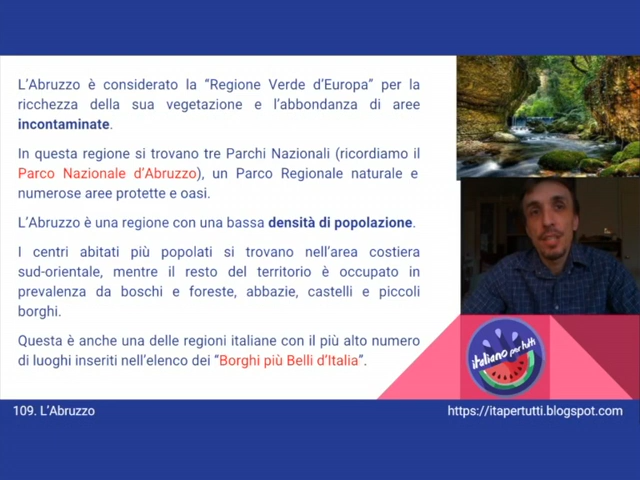 L'Abruzzo è considerato la "Regione Verde d'Europa" per la
ricchezza della sua vegetazione e l'abbondanza di aree
incontaminate.
In questa regione si trovano tre Parchi Nazionali (ricordiamo il
Parco Nazionale d'Abruzzo), un Parco Regionale naturale e
numerose aree protette e oasi.
L'Abruzzo è una regione con una bassa densità di popolazione.
I centri abitati più popolati si trovano nell'area costiera
sud-orientale, mentre il resto del territorio è occupato in
prevalenza da boschi e foreste, abbazie, castelli e piccoli
borghi.
Questa è anche una delle regioni italiane con il più alto numero
di luoghi inseriti nell'elenco dei "Borghi più Belli d'Italia".
italiano per tutti
109. L'Abruzzo
https://itapertutti.blogspot.com